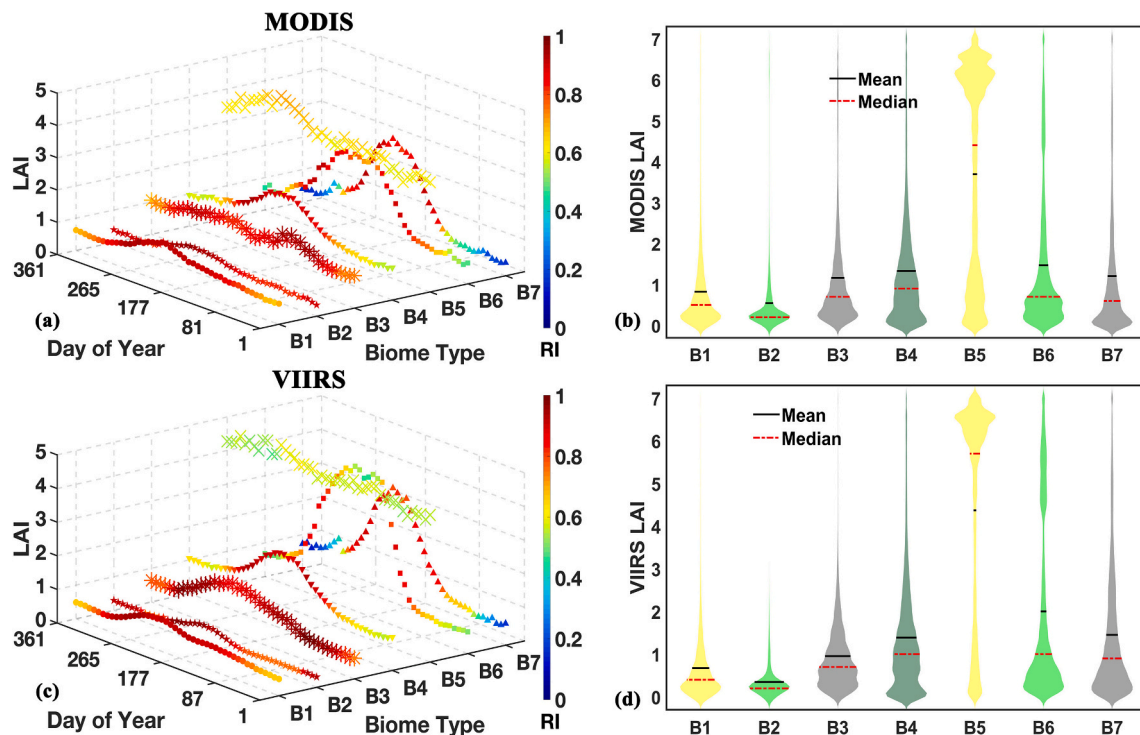 MODIS
5
4
3
2
1
0
LAI
361
265
177
81
1
Day of Year
B1
B2
B3
B4
B5
B6
B7
Biome Type
1
0.8
0.6
0.4
0.2
0
RI
(a)
7
6
5
4
3
2
1
0
MODIS LAI
Mean
Median
B1 B2 B3 B4 B5 B6 B7
(b)
VIIRS
5
4
3
2
1
0
LAI
361
265
177
87
1
Day of Year
B1
B2
B3
B4
B5
B6
B7
Biome Type
1
0.8
0.6
0.4
0.2
0
RI
(c)
7
6
5
4
3
2
1
0
VIIRS LAI
Mean
Median
B1 B2 B3 B4 B5 B6 B7
(d)